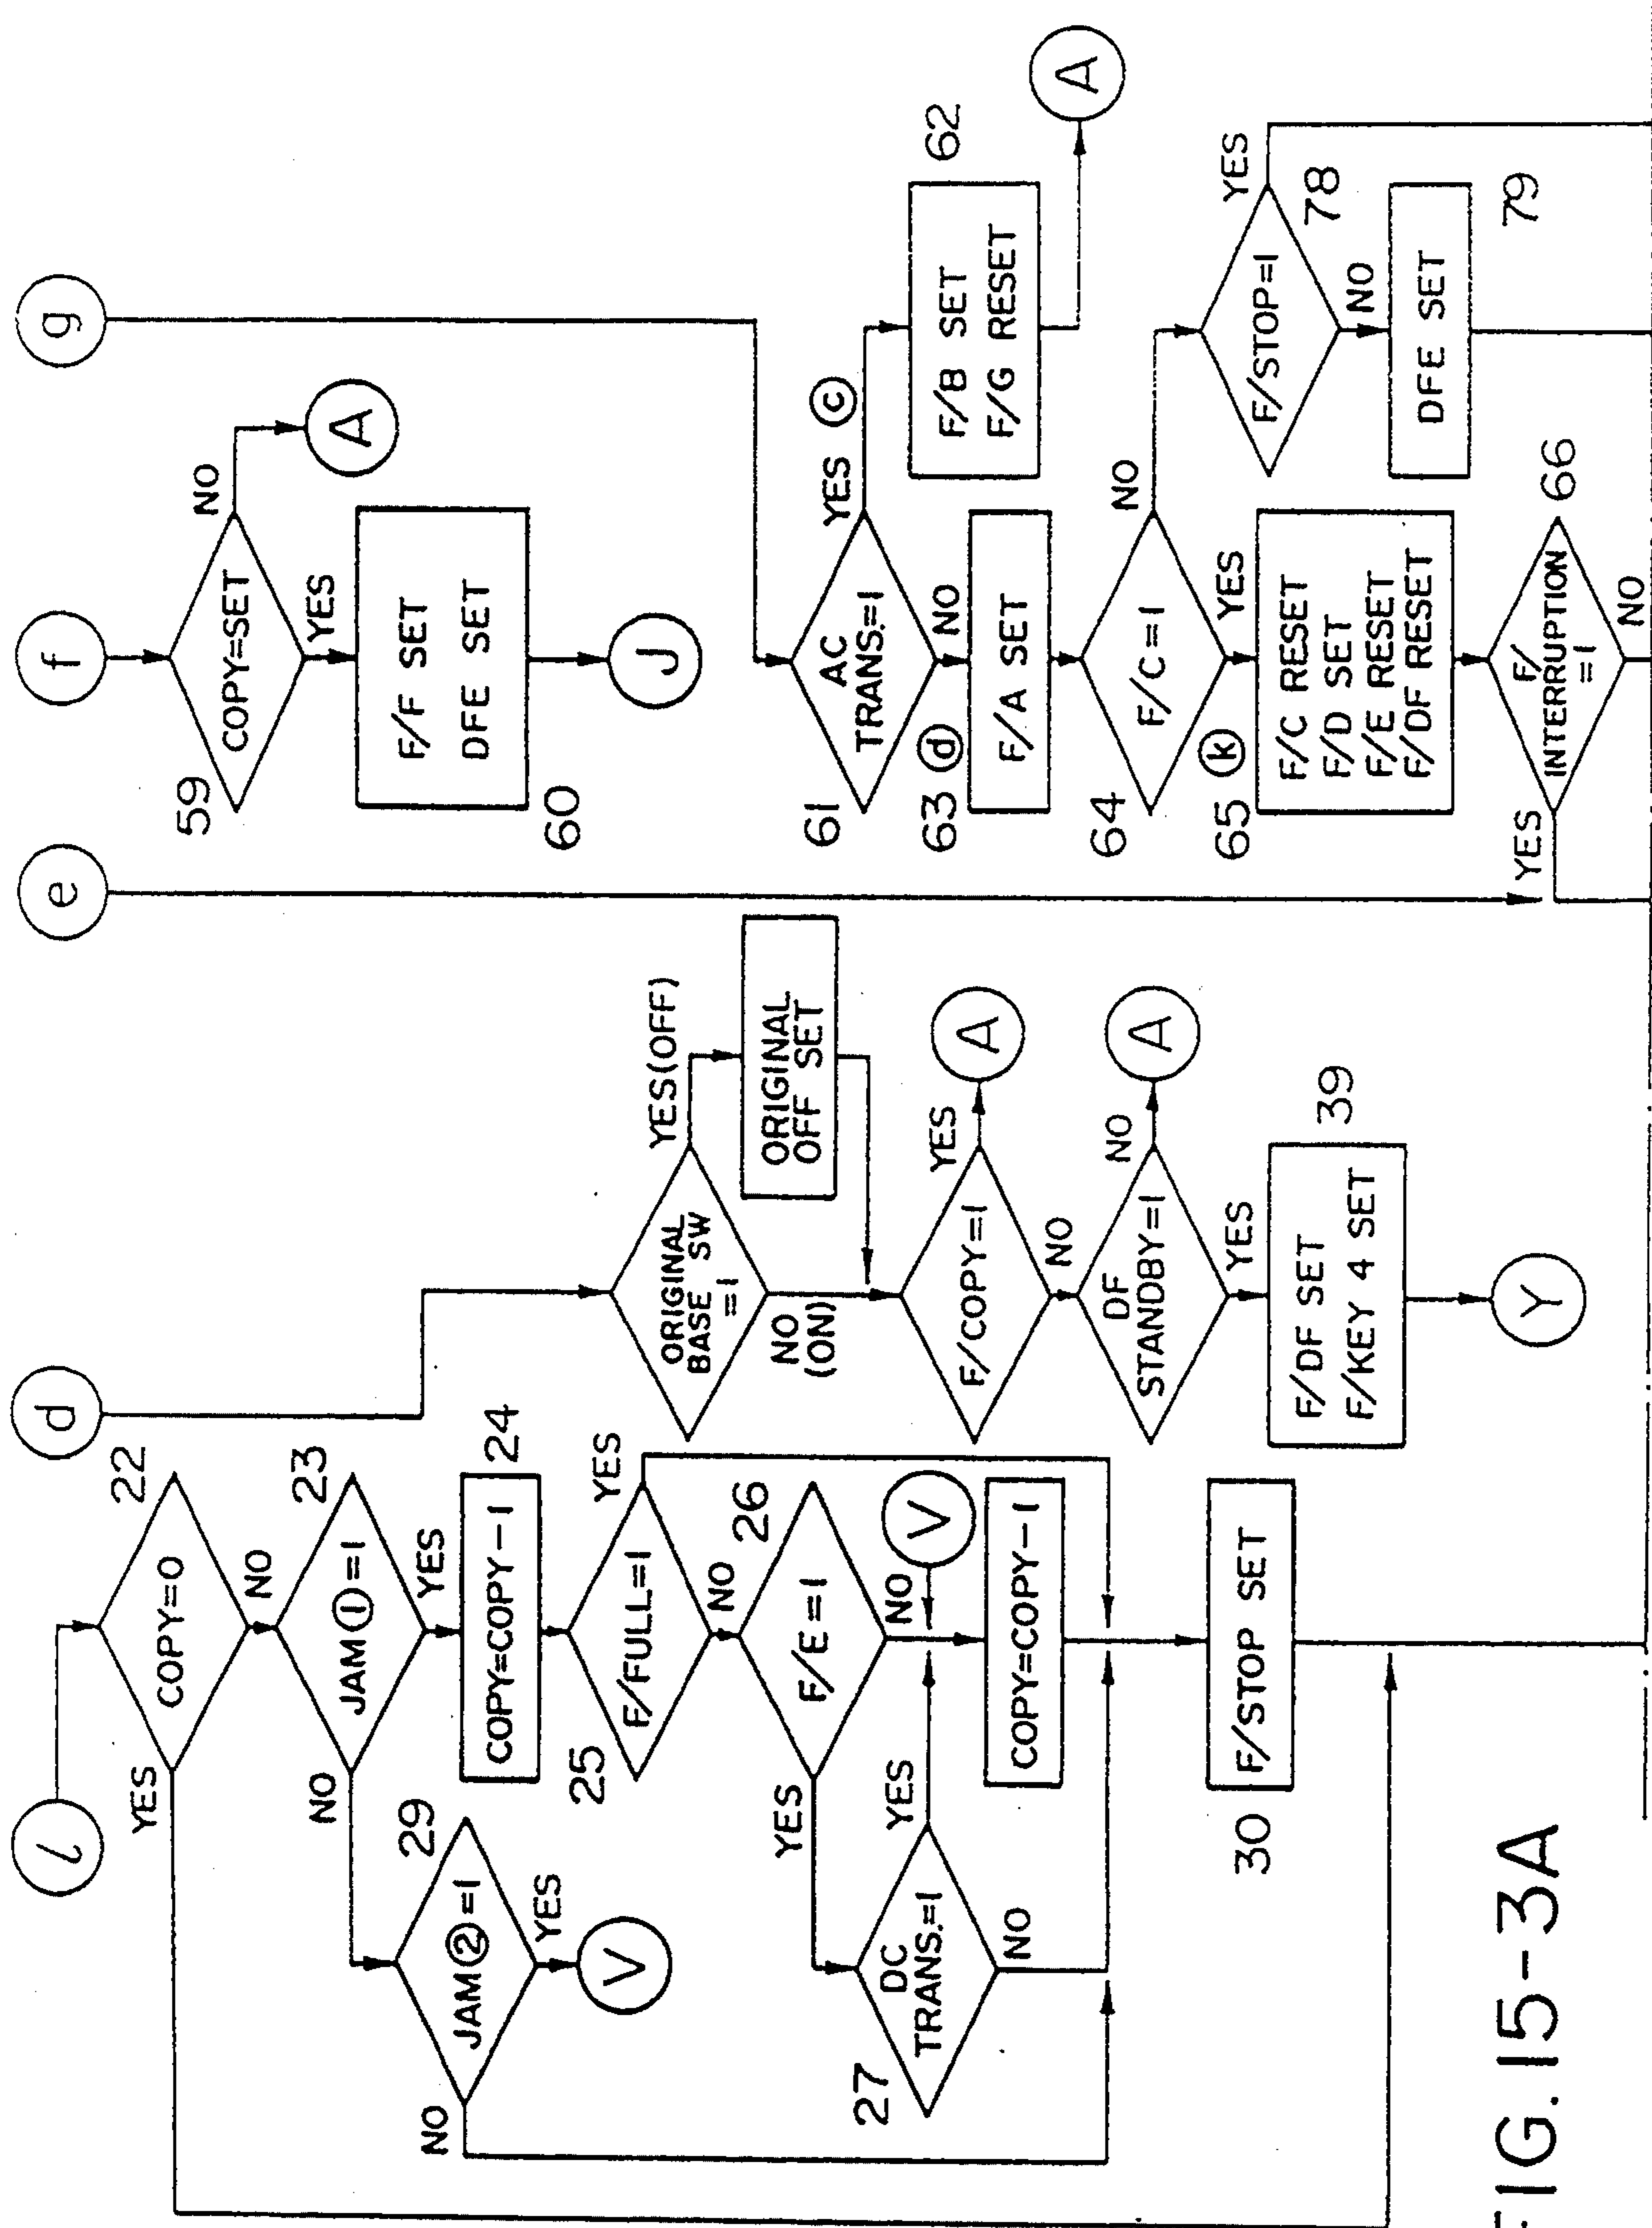 l
22
COPY=0
YES
NO
23
JAM①=1
NO
YES
29
JAM②=1
NO
YES
V
24
COPY=COPY-1
25
F/FULL=1
YES
NO
26
F/E=1
YES
NO
27
DC
TRANS.=1
YES
NO
V
COPY=COPY-1
30
F/STOP SET
d
ORIGINAL
BASE SW
=1
YES(OFF)
ORIGINAL
OFF SET
NO
(ON)
F/COPY=1
YES
A
NO
DF
STANDBY=1
NO
A
YES
39
F/DF SET
F/KEY 4 SET
Y
e
f
59
COPY=SET
NO
A
YES
F/F SET
DFE SET
60
J
g
61
AC
TRANS.=1
YES
c
62
F/B SET
F/G RESET
A
NO
63
d
F/A SET
64
F/C=1
NO
YES
F/STOP=1
YES
78
NO
DFE SET
79
65
k
F/C RESET
F/D SET
F/E RESET
F/DF RESET
66
F/
INTERRUPTION
=1
YES
NO
FIG.15-3A